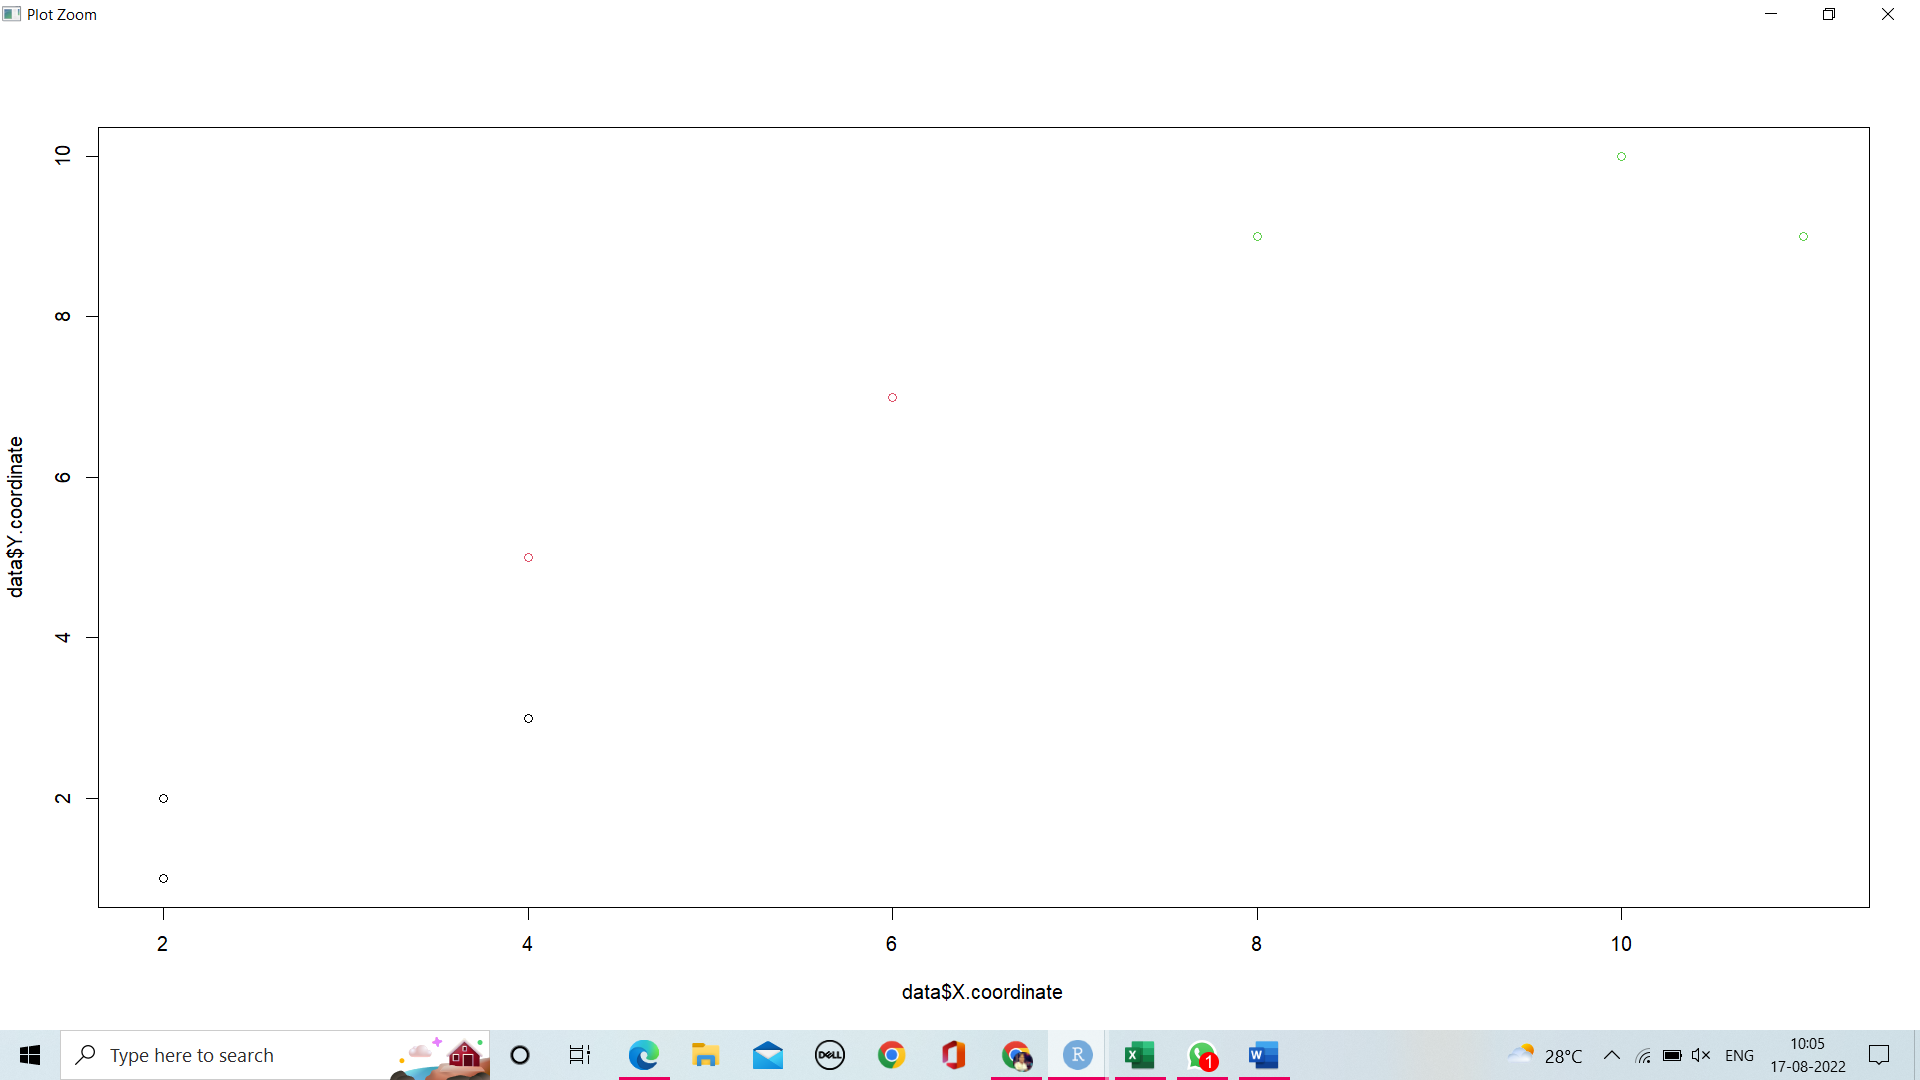 Plot Zoom
10
8
6
4
2
data$Y.coordinate
2 4 6 8 10
data$X.coordinate
Type here to search
DELL
R
X
1
W
28°C
ENG
10:05
17-08-2022